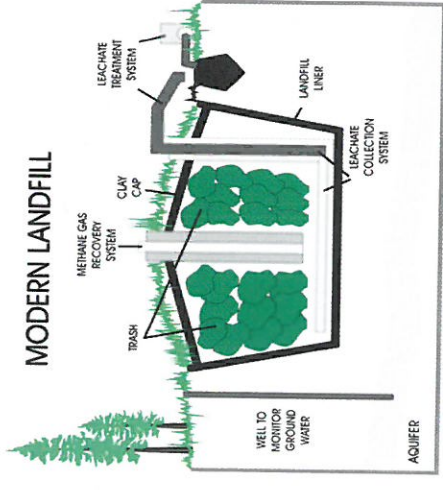 MODERN LANDFILL
METHANE GAS
RECOVERY
SYSTEM
CLAY
CAP
LEACHATE
TREATMENT
SYSTEM
TRASH
LANDFILL
LINER
LEACHATE
COLLECTION
SYSTEM
WELL TO
MONITOR
GROUND
WATER
AQUIFER